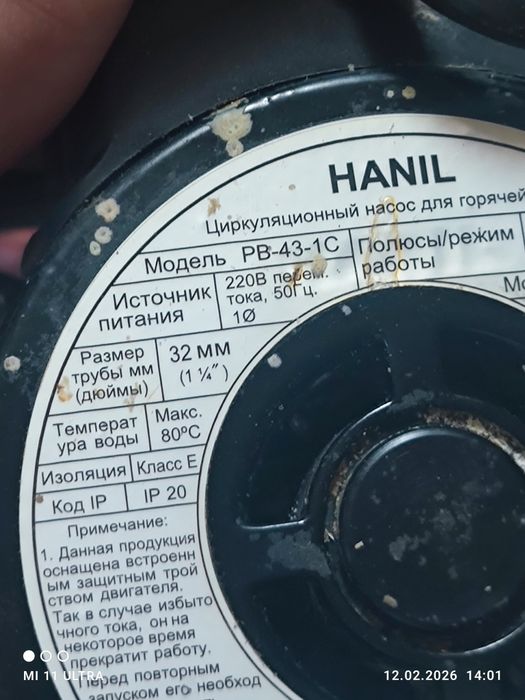 HANIL
Циркуляционный насос для горячей
Модель PB-43-1C
Полюсы/режим
работы
Источник
питания
220В перем.
тока, 50Гц.
1Ø
Размер
трубы мм
(дюймы)
32 мм
(1 ¼")
Температ
ура воды
Макс.
80ºC
Изоляция Класс E
Код IP IP 20
Примечание:
1. Данная продукция
оснащена встроенн
ым защитным трой
ством двигателя.
Так в случае избыто
чного тока, он на
некоторое время
прекратит работу.
Перед повторным
запуском его необход
MI 11 ULTRA
12.02.2026 14:01